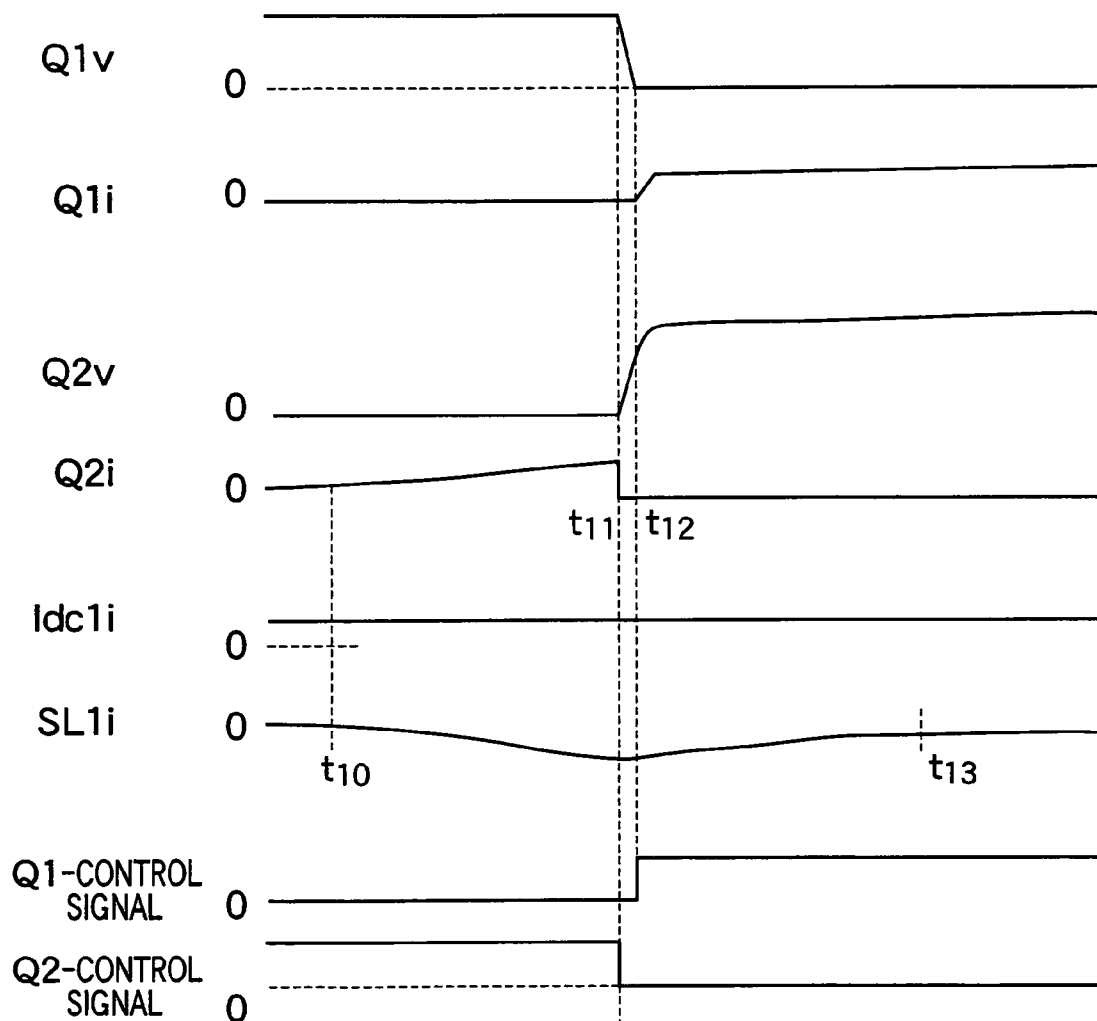 Q1v
0
Q1i
0
Q2v
0
Q2i
0
t11
t12
Idc1i
0
SL1i
0
t10
t13
Q1-CONTROL
SIGNAL
0
Q2-CONTROL
SIGNAL
0